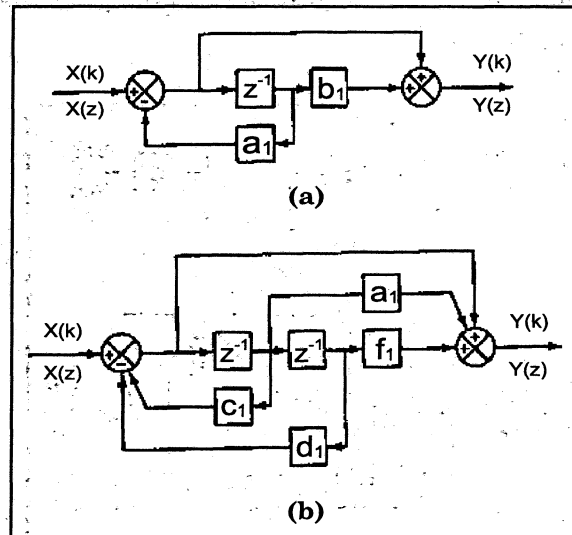 X(k)
X(z)
z⁻¹
b₁
a₁
Y(k)
Y(z)
(a)
X(k)
X(z)
z⁻¹
z⁻¹
a₁
f₁
c₁
d₁
Y(k)
Y(z)
(b)